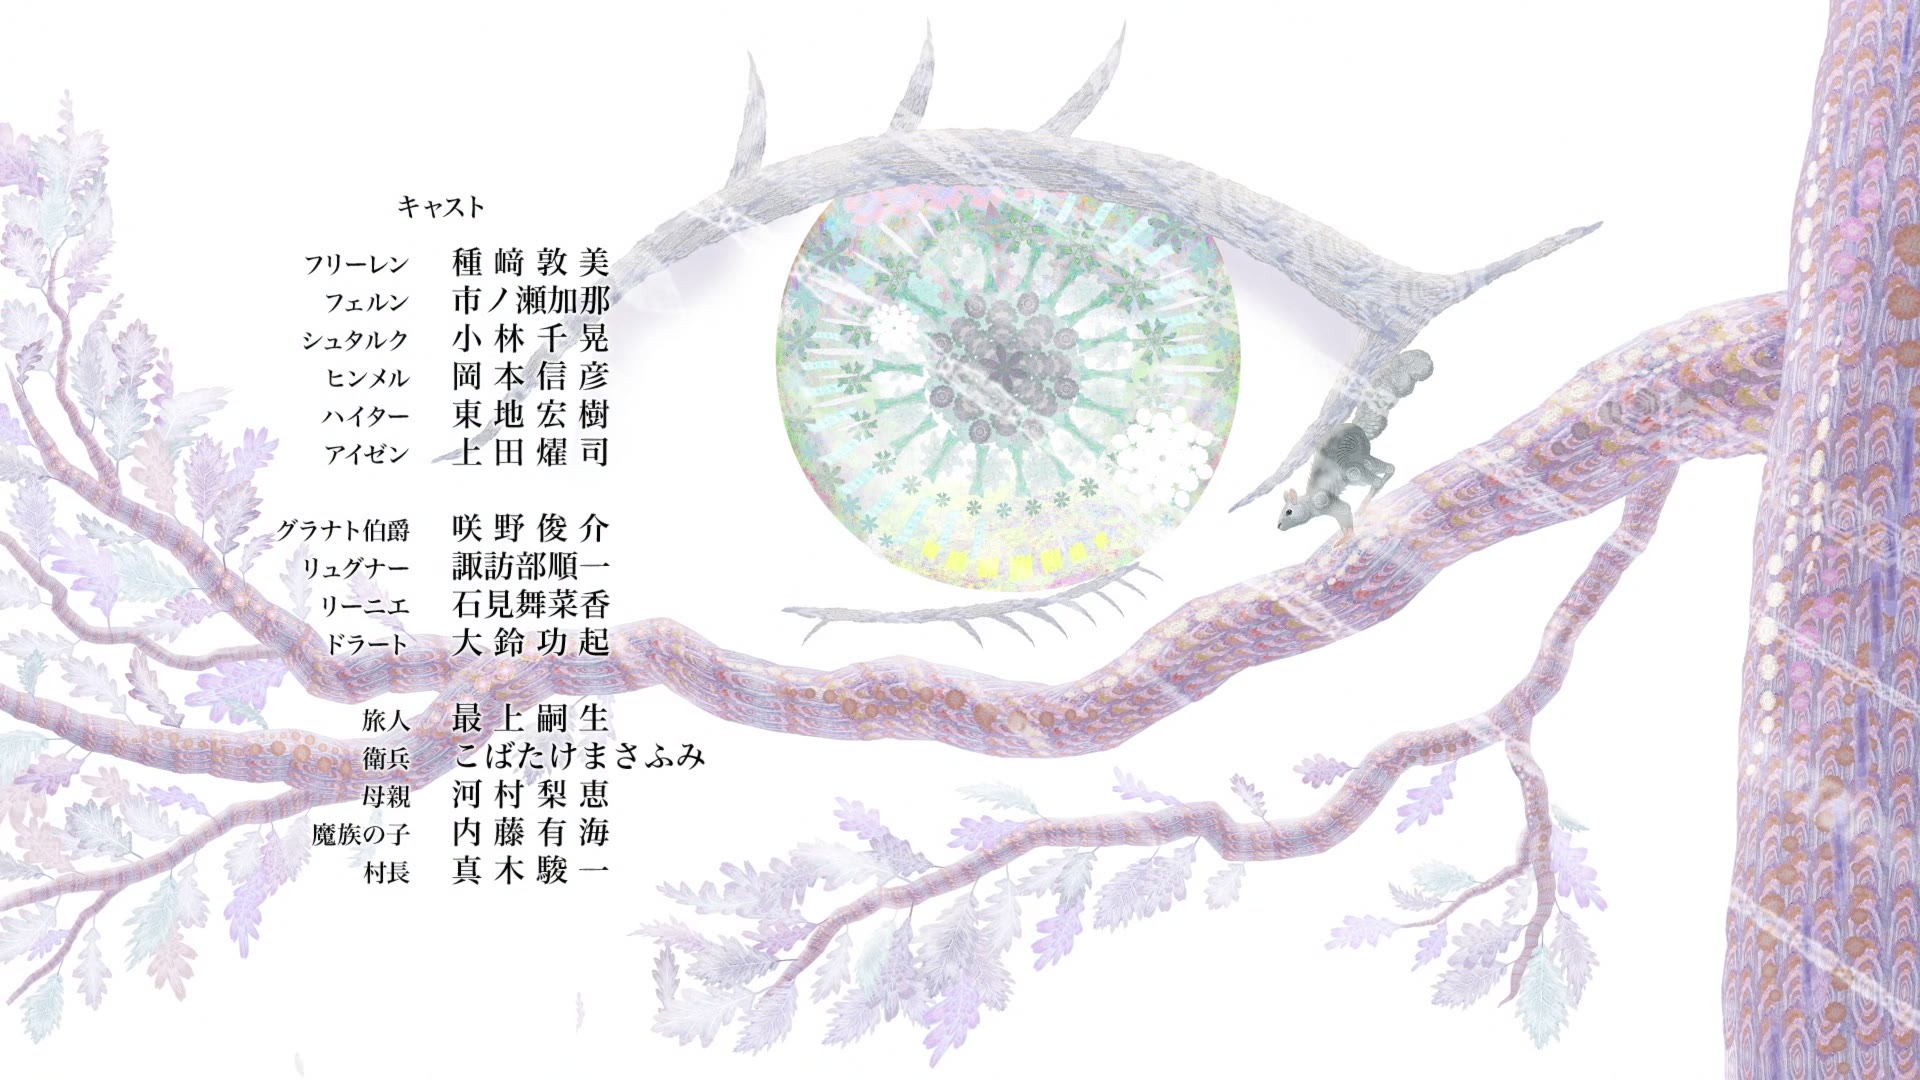 キャスト
フリーレン 種﨑敦美
フェルン 市ノ瀬加那
シュタルク 小林千晃
ヒンメル 岡本信彦
ハイター 東地宏樹
アイゼン 上田燿司
グラナト伯爵 咲野俊介
リュグナー 諏訪部順一
リーニエ 石見舞菜香
ドラート 大鈴功起
旅人 最上嗣生
衛兵 こばたけまさふみ
母親 河村梨恵
魔族の子 内藤有海
村長 真木駿一